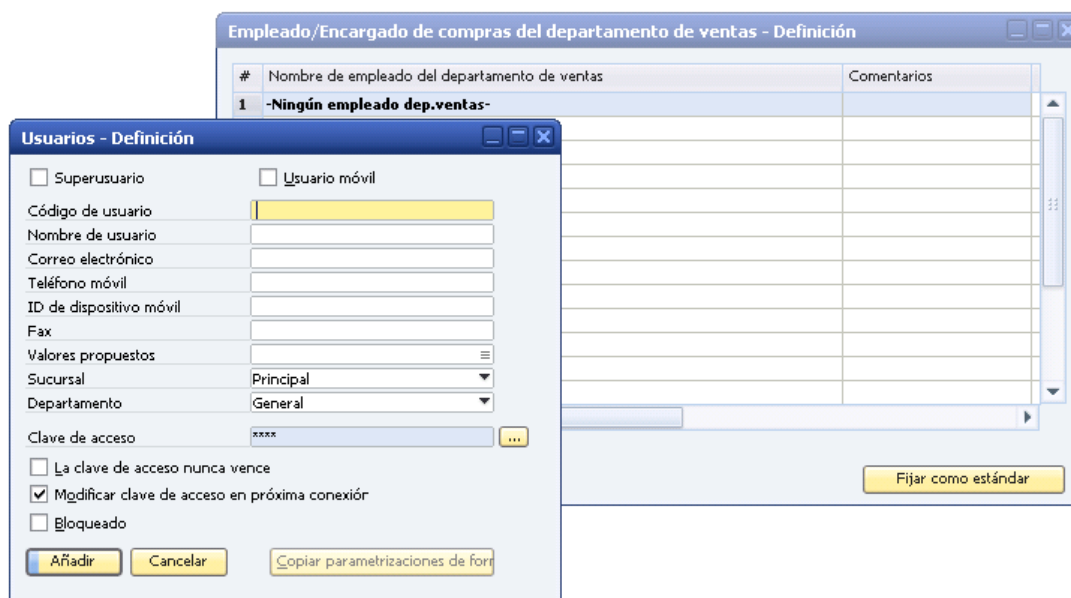 Empleado/Encargado de compras del departamento de ventas - Definición
# Nombre de empleado del departamento de ventas Comentarios
1 -Ningún empleado dep.ventas-
Usuarios - Definición
Superusuario Usuario móvil
Código de usuario
Nombre de usuario
Correo electrónico
Teléfono móvil
ID de dispositivo móvil
Fax
Valores propuestos
Sucursal Principal
Departamento General
Clave de acceso ****
...
La clave de acceso nunca vence
Modificar clave de acceso en próxima conexión
Bloqueado
Añadir Cancelar Copiar parametrizaciones de forr
Fijar como estándar